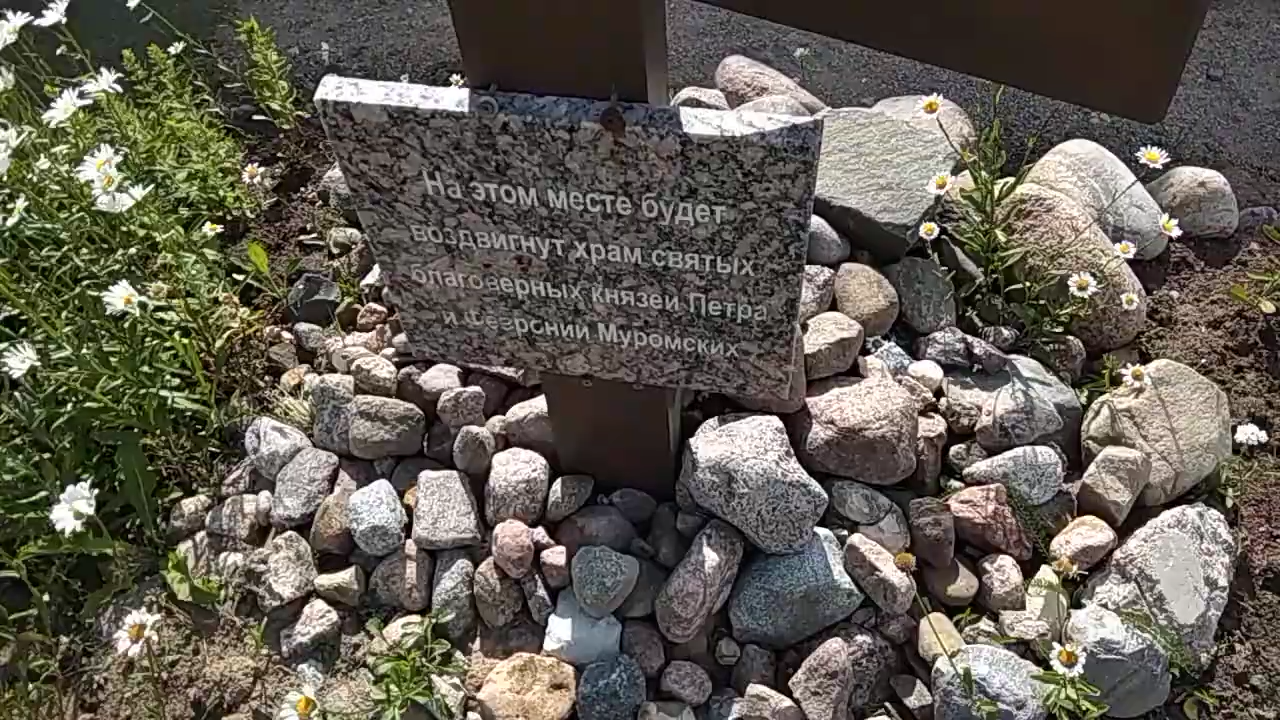 На этом месте будет
воздвигнут храм святых
благоверных князей Петра
и Февронии Муромских